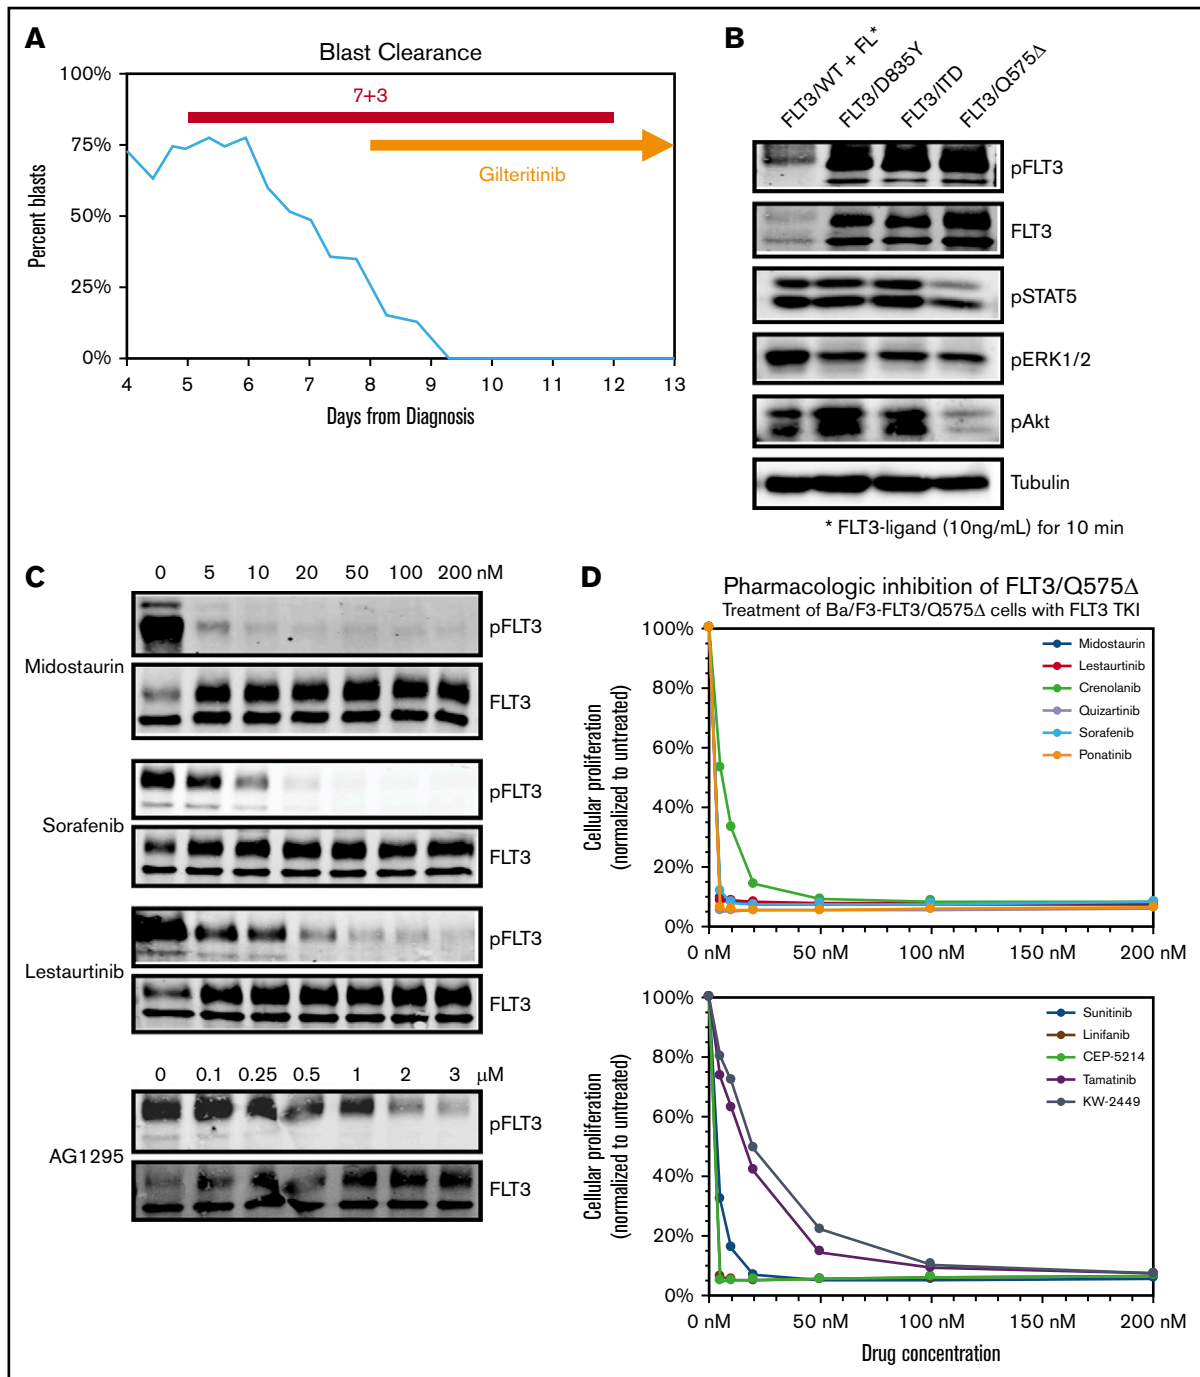 A
Blast Clearance
100%
75%
50%
25%
0%
Percent blasts
7+3
Gilteritinib
4 5 6 7 8 9 10 11 12 13
Days from Diagnosis
B
FLT3/WT + FL*
FLT3/D835Y
FLT3/ITD
FLT3/Q575Δ
pFLT3
FLT3
pSTAT5
pERK1/2
pAkt
Tubulin
* FLT3-ligand (10ng/mL) for 10 min
C
0 5 10 20 50 100 200 nM
Midostaurin
pFLT3
FLT3
Sorafenib
pFLT3
FLT3
Lestaurtinib
pFLT3
FLT3
0 0.1 0.25 0.5 1 2 3 μM
AG1295
pFLT3
FLT3
D
Pharmacologic inhibition of FLT3/Q575Δ
Treatment of Ba/F3-FLT3/Q575Δ cells with FLT3 TKI
100%
80%
60%
40%
20%
0%
Cellular proliferation
(normalized to untreated)
Midostaurin
Lestaurtinib
Crenolanib
Quizartinib
Sorafenib
Ponatinib
0 nM 50 nM 100 nM 150 nM 200 nM
100%
80%
60%
40%
20%
0%
Cellular proliferation
(normalized to untreated)
Sunitinib
Linifanib
CEP-5214
Tamatinib
KW-2449
0 nM 50 nM 100 nM 150 nM 200 nM
Drug concentration